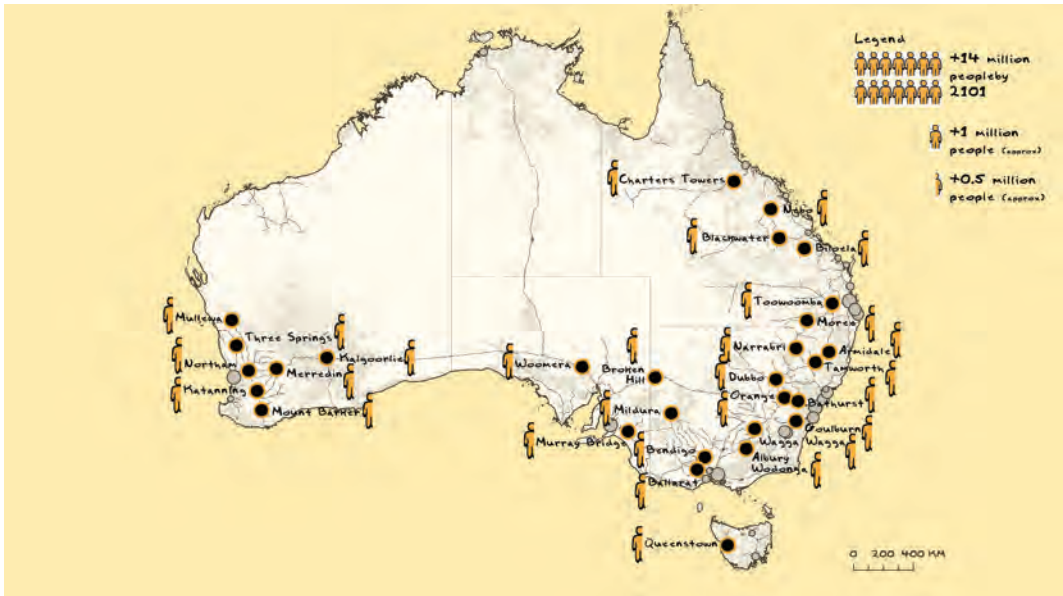 Legend
+14 million
peopleby
2101
+1 million
people (approx)
+0.5 million
people (approx)
Charters Towers
Nebo
Blackwater
Biloela
Toowoomba
Moree
Mullewa
Three Springs
Narrabri
Armidale
Northam
Kalgoorlie
Woomera
Broken
Hill
Tamworth
Merredin
Dubbo
Katanning
Orange
Bathurst
Mount Barker
Mildura
Goulburn
Murray Bridge
Wagga Wagga
Bendigo
Albury
Wodonga
Ballarat
Queenstown
0 200 400 KM